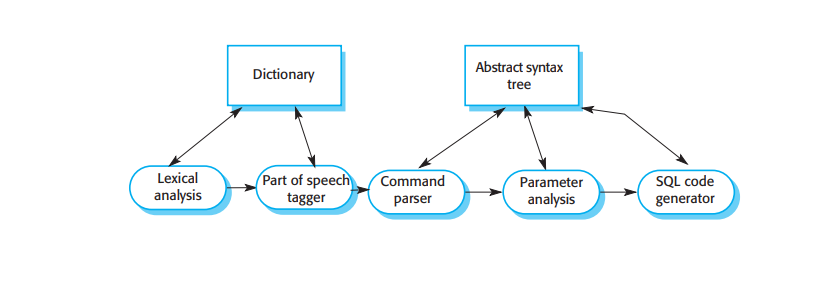 Dictionary
Abstract syntax
tree
Lexical
analysis
Part of speech
tagger
Command
parser
Parameter
analysis
SQL code
generator